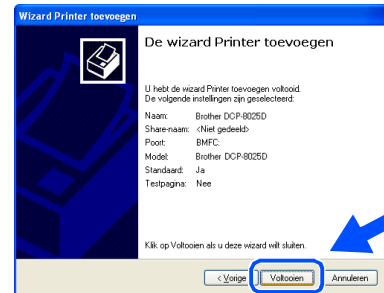 Wizard Printer toevoegen
De wizard Printer toevoegen
U hebt de wizard Printer toevoegen voltooid.
De volgende instellingen zijn geselecteerd:
Naam: Brother DCP-8025D
Share-naam: <Niet gedeeld>
Poort: BMFC:
Model: Brother DCP-8025D
Standaard: Ja
Testpagina: Nee
Klik op Voltooien als u deze wizard wilt sluiten.
< Vorige Voltooien Annuleren